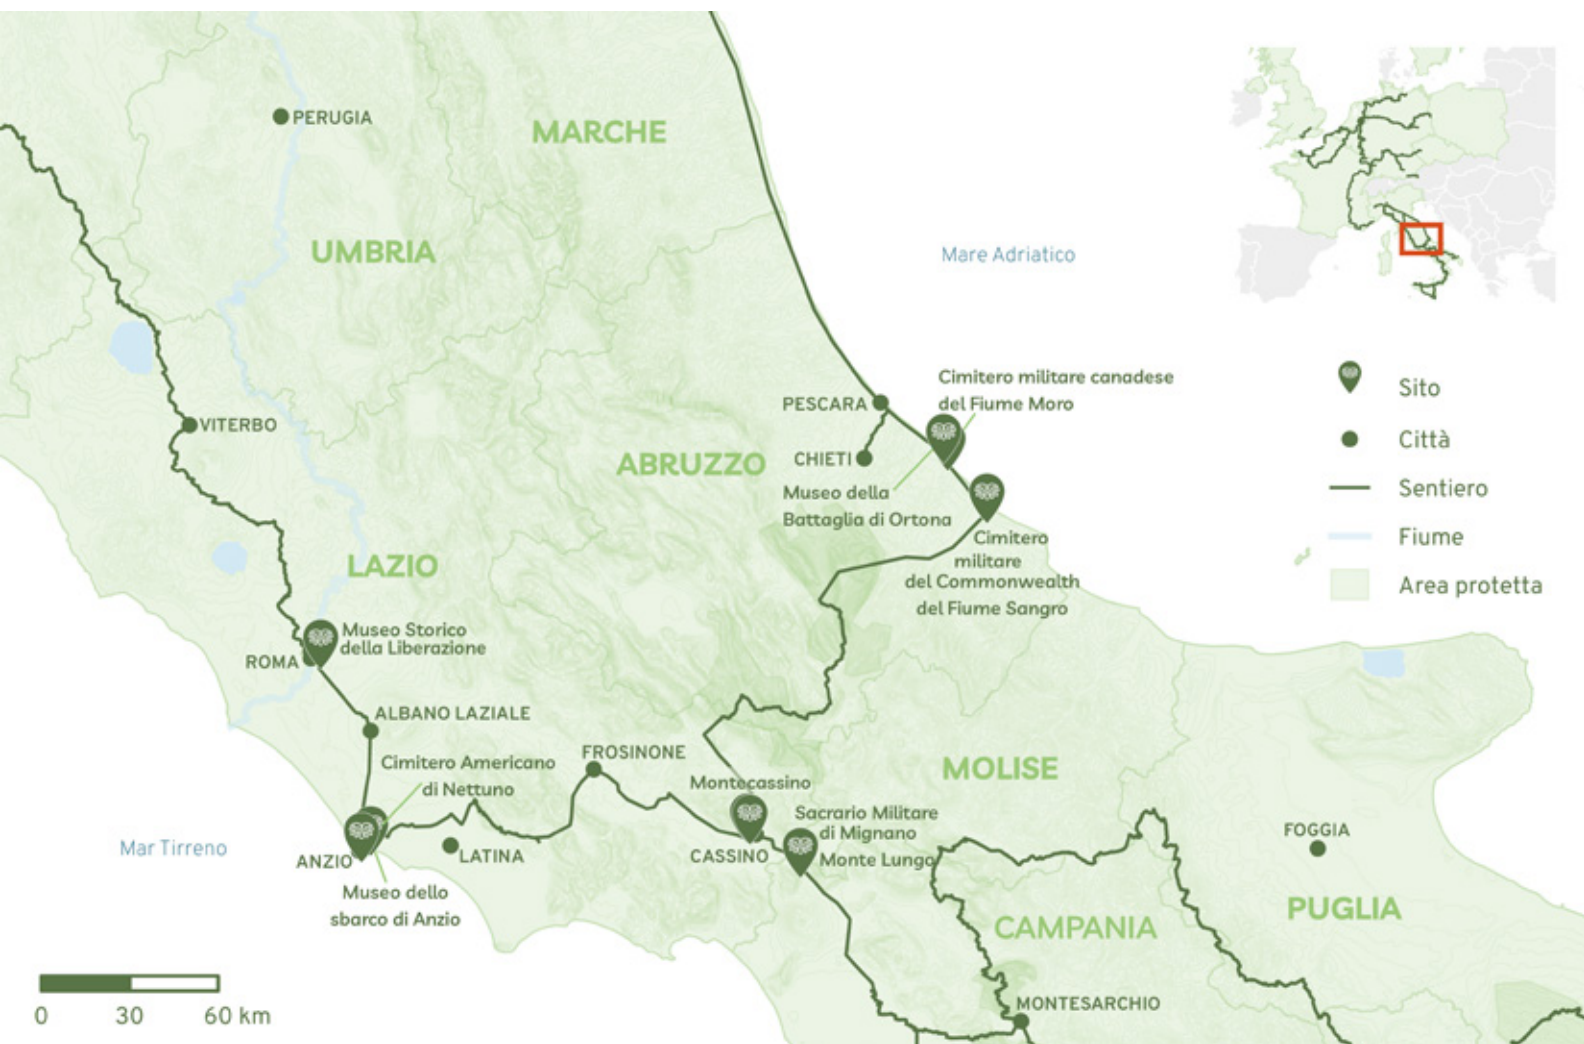 PERUGIA
MARCHE
UMBRIA
Mare Adriatico
Cimitero militare canadese
del Fiume Moro
PESCARA
VITERBO
CHIETI
ABRUZZO
Museo della
Battaglia di Ortona
Cimitero
militare
del Commonwealth
del Fiume Sangro
LAZIO
Museo Storico
della Liberazione
ROMA
ALBANO LAZIALE
Cimitero Americano
di Nettuno
FROSINONE
Montecassino
MOLISE
Sacrario Militare
di Mignano
Monte Lungo
Mar Tirreno
ANZIO
LATINA
CASSINO
Museo dello
sbarco di Anzio
FOGGIA
PUGLIA
CAMPANIA
MONTESARCHIO
0 30 60 km
Sito
Città
Sentiero
Fiume
Area protetta